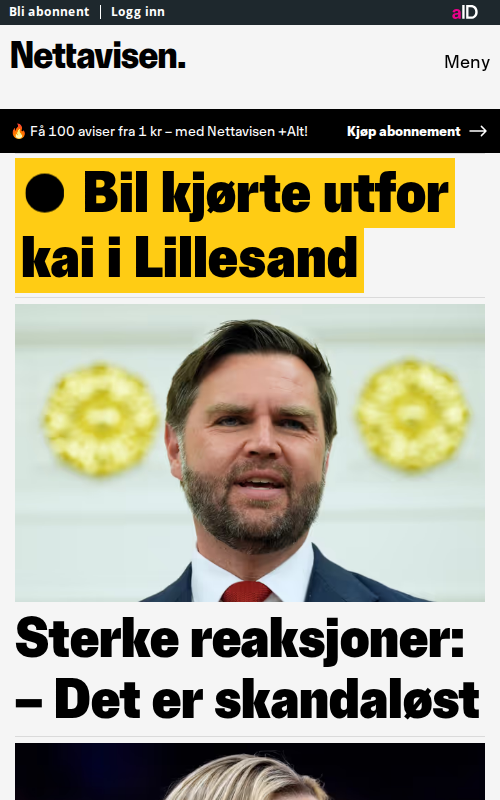 Bli abonnent | Logg inn
aID
Nettavisen.
Meny
🔥 Få 100 aviser fra 1 kr – med Nettavisen +Alt!
Kjøp abonnement →
● Bil kjørte utfor
kai i Lillesand
Sterke reaksjoner:
– Det er skandaløst